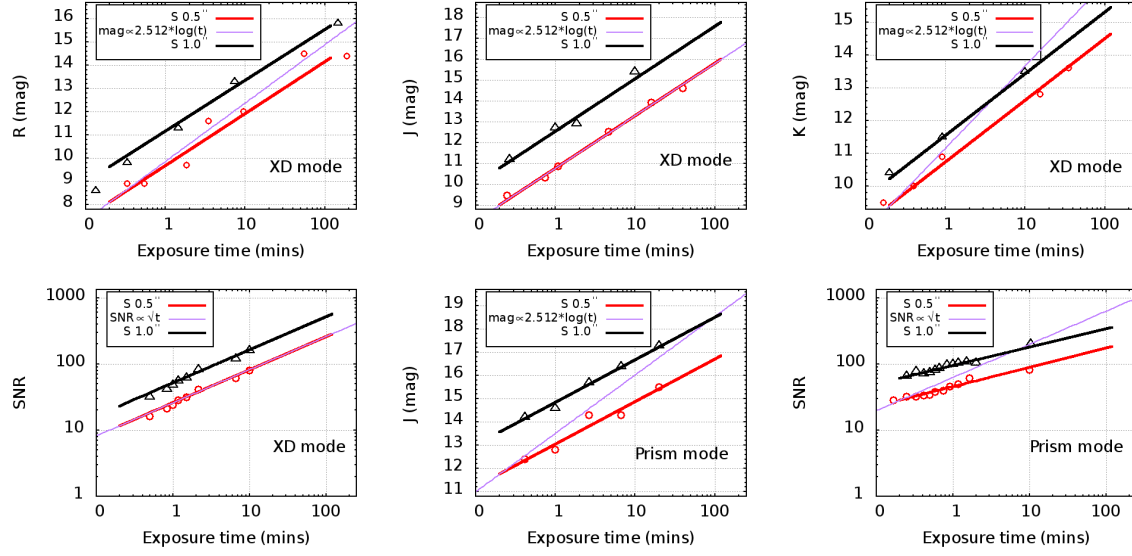 16
15
14
13
12
11
10
9
8
R (mag)
S 0.5''
mag∝2.512*log(t)
S 1.0''
XD mode
0
1
10
100
Exposure time (mins)
18
17
16
15
14
13
12
11
10
9
J (mag)
S 0.5''
mag∝2.512*log(t)
S 1.0''
XD mode
0
1
10
100
Exposure time (mins)
16
15
14
13
12
11
10
K (mag)
S 0.5''
mag∝2.512*log(t)
S 1.0''
XD mode
0
1
10
100
Exposure time (mins)
1000
100
10
1
SNR
S 0.5''
SNR∝√t
S 1.0''
XD mode
0
1
10
100
Exposure time (mins)
19
18
17
16
15
14
13
12
11
J (mag)
S 0.5''
mag∝2.512*log(t)
S 1.0''
Prism mode
0
1
10
100
Exposure time (mins)
1000
100
10
1
SNR
S 0.5''
SNR∝√t
S 1.0''
Prism mode
0
1
10
100
Exposure time (mins)